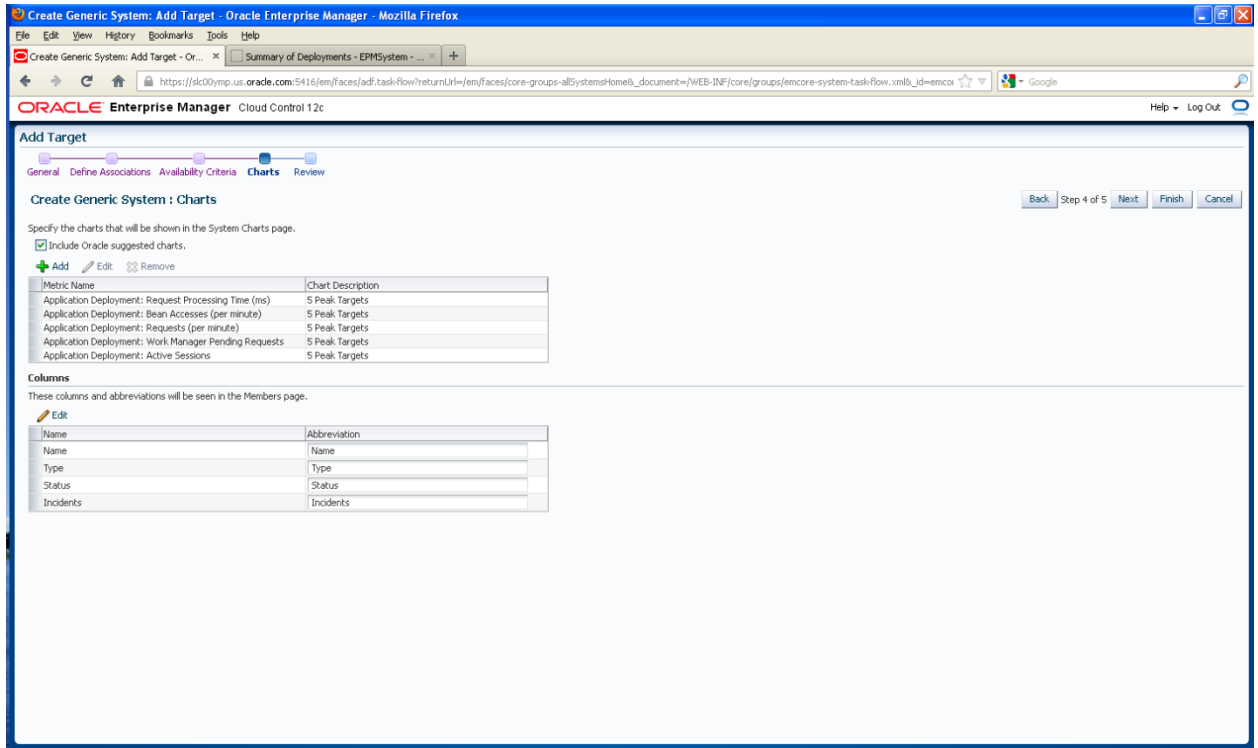 Create Generic System: Add Target - Oracle Enterprise Manager - Mozilla Firefox
File Edit View History Bookmarks Tools Help
Create Generic System: Add Target - Or... × Summary of Deployments - EPMSystem - ... × +
https://slc00ymp.us.oracle.com:5416/em/faces/adf.task-flow?returnUrl=/em/faces/core-groups-allSystemsHome&_document=/WEB-INF/core/groups/emcore-system-task-flow.xml&_id=emcor Google
ORACLE Enterprise Manager Cloud Control 12c Help Log Out
Add Target
General Define Associations Availability Criteria Charts Review
Create Generic System : Charts Back Step 4 of 5 Next Finish Cancel
Specify the charts that will be shown in the System Charts page.
Include Oracle suggested charts.
Add Edit Remove
Metric Name Chart Description
Application Deployment: Request Processing Time (ms) 5 Peak Targets
Application Deployment: Bean Accesses (per minute) 5 Peak Targets
Application Deployment: Requests (per minute) 5 Peak Targets
Application Deployment: Work Manager Pending Requests 5 Peak Targets
Application Deployment: Active Sessions 5 Peak Targets
Columns
These columns and abbreviations will be seen in the Members page.
Edit
Name Abbreviation
Name Name
Type Type
Status Status
Incidents Incidents